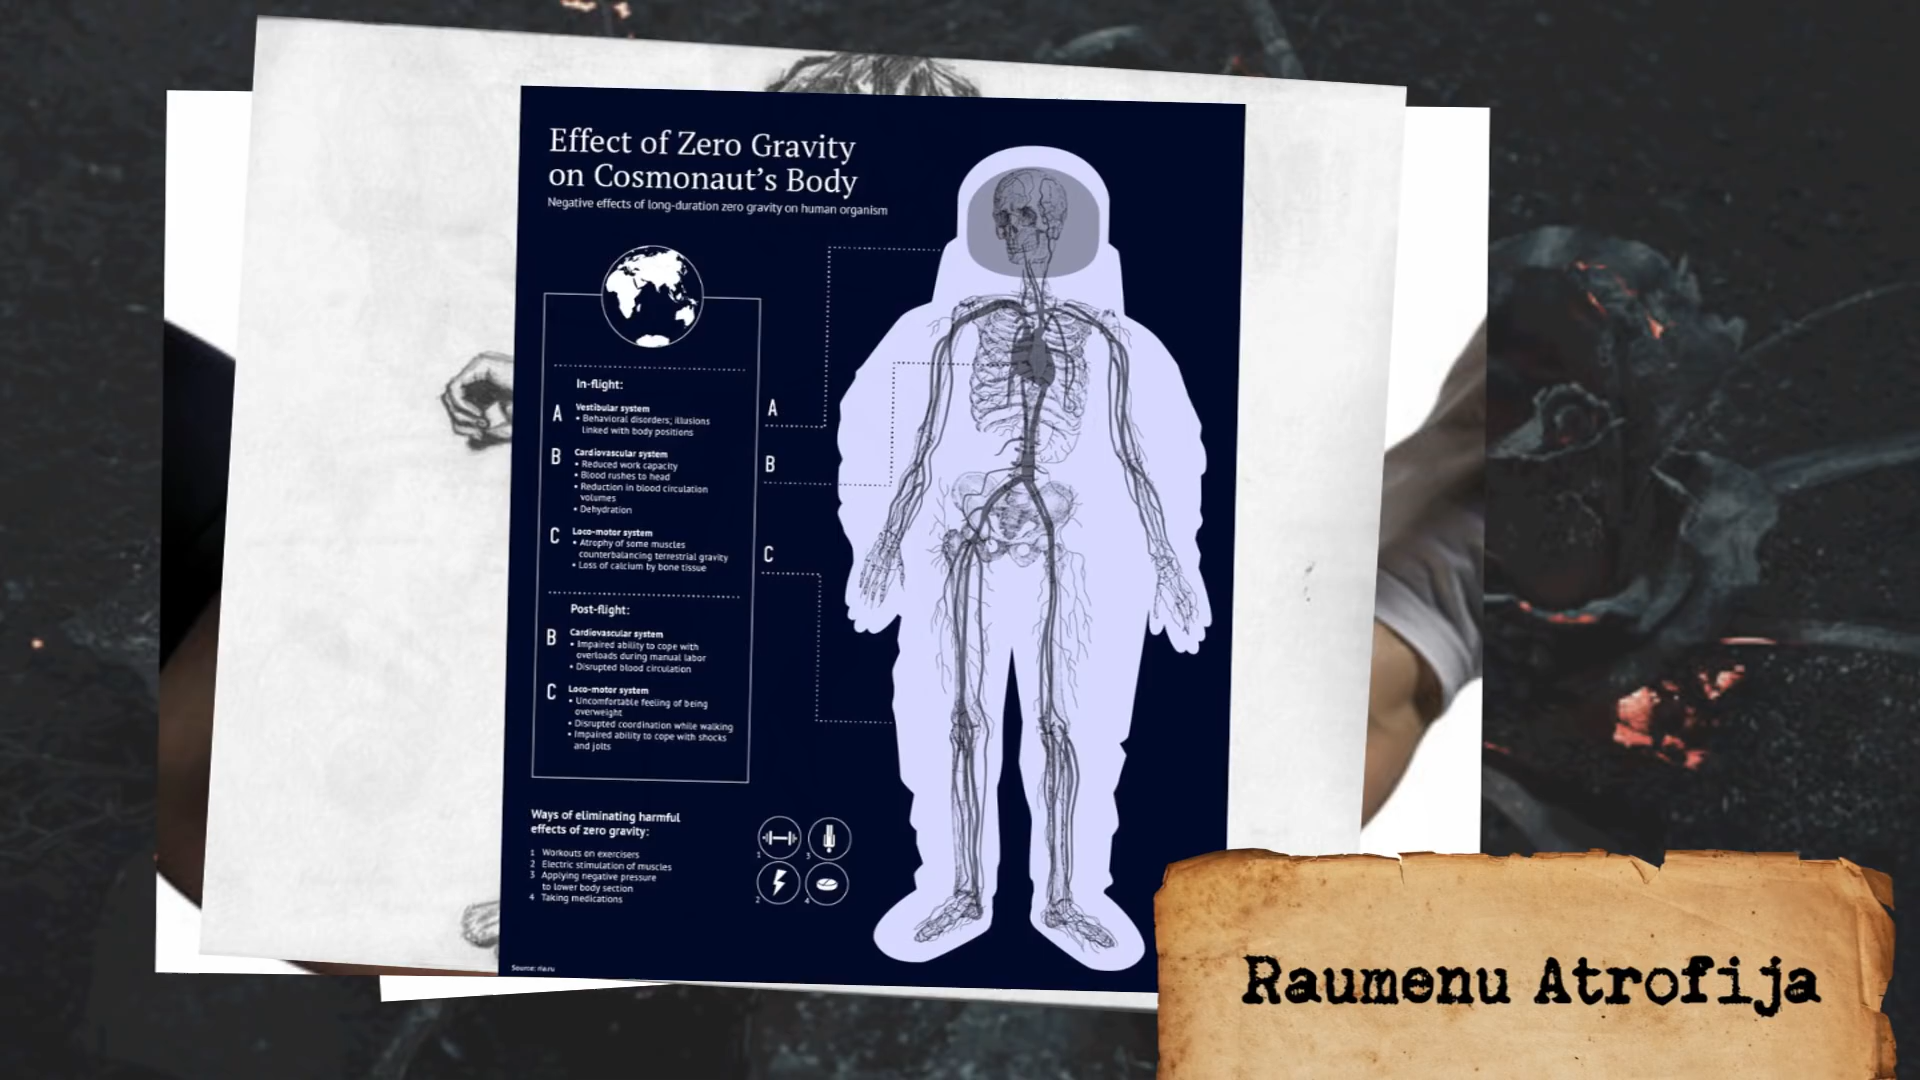 Effect of Zero Gravity
on Cosmonaut's Body
Negative effects of long-duration zero gravity on human organism
In-flight:
A
Vestibular system
• Behavioral disorders; illusions
linked with body positions
B
Cardiovascular system
• Reduced work capacity
• Blood rushes to head
• Reduction in blood circulation
volumes
• Dehydration
C
Loco-motor system
• Atrophy of some muscles
counterbalancing terrestrial gravity
• Loss of calcium by bone tissue
Post-flight:
B
Cardiovascular system
• Impaired ability to cope with
overloads during manual labor
• Disrupted blood circulation
C
Loco-motor system
• Uncomfortable feeling of being
overweight
• Disrupted coordination while walking
• Impaired ability to cope with shocks
and jolts
A
B
C
Ways of eliminating harmful
effects of zero gravity:
1 Workouts on exercisers
2 Electric stimulation of muscles
3 Applying negative pressure
to lower body section
4 Taking medications
1
3
2
4
Source: ria.ru
Raumenu Atrofija